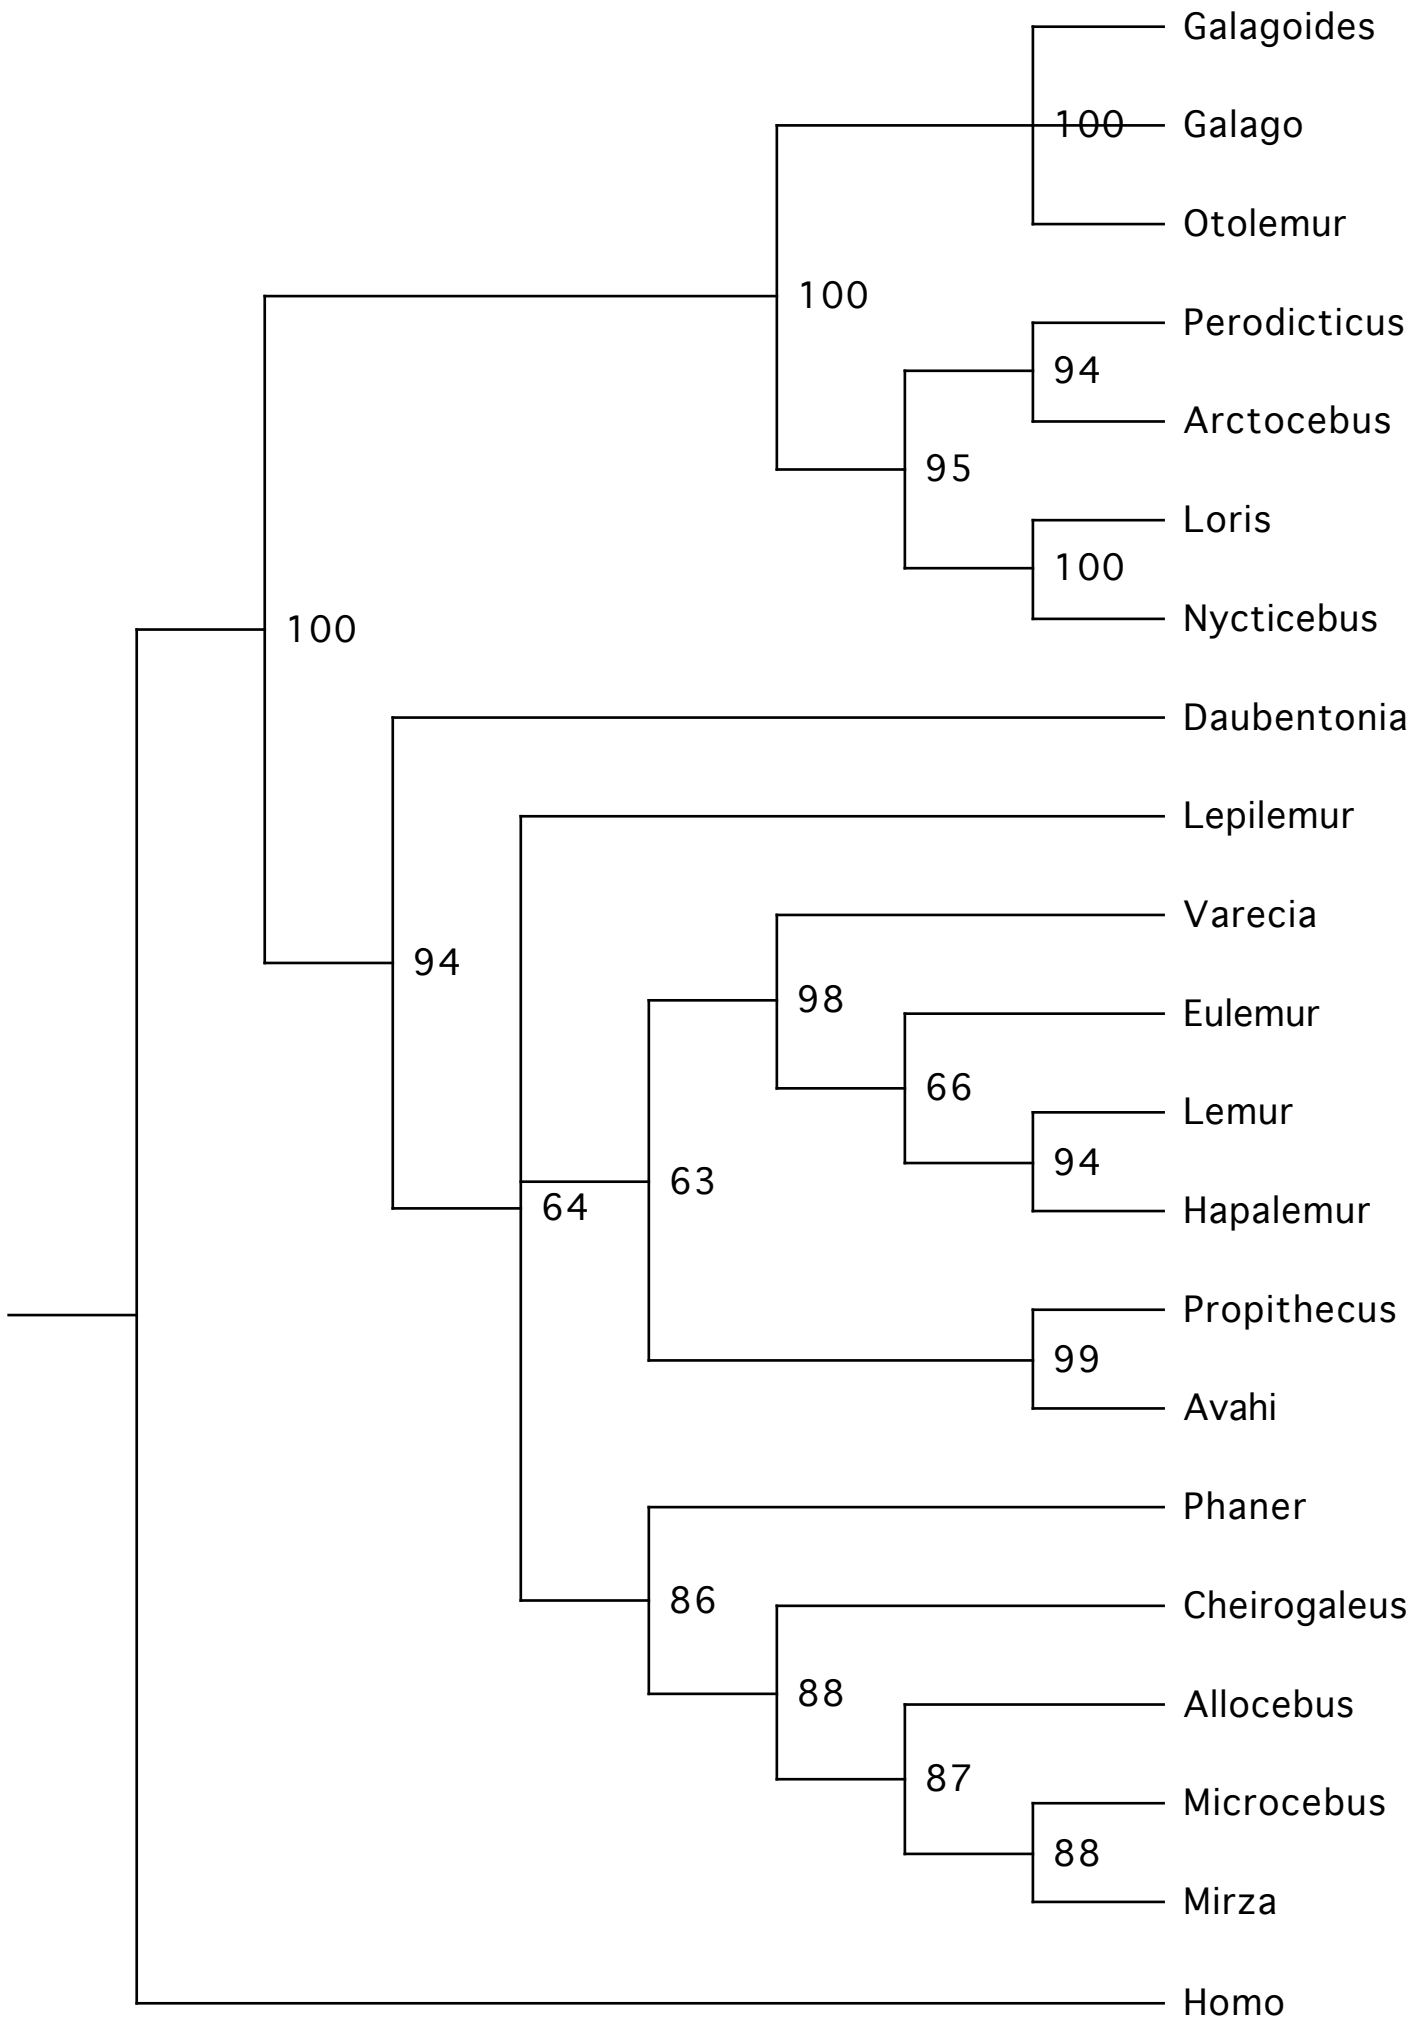 Galagoides
100 Galago
Otolemur
100
Perodicticus
94
Arctocebus
95
Loris
100
Nycticebus
100
Daubentonia
Lepilemur
Varecia
94
98
Eulemur
66
Lemur
94
63
64
Hapalemur
Propithecus
99
Avahi
Phaner
86
Cheirogaleus
88
Allocebus
87
Microcebus
88
Mirza
Homo